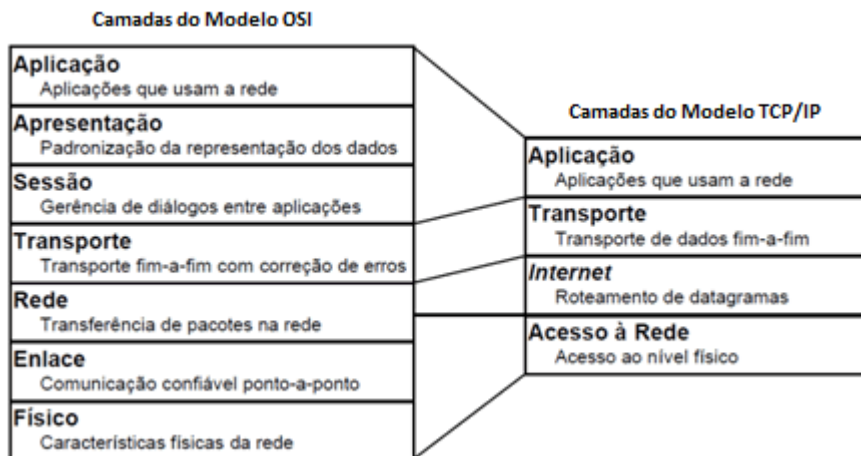 Camadas do Modelo OSI
Aplicação
Aplicações que usam a rede
Apresentação
Padronização da representação dos dados
Sessão
Gerência de diálogos entre aplicações
Transporte
Transporte fim-a-fim com correção de erros
Rede
Transferência de pacotes na rede
Enlace
Comunicação confiável ponto-a-ponto
Físico
Características físicas da rede
Camadas do Modelo TCP/IP
Aplicação
Aplicações que usam a rede
Transporte
Transporte de dados fim-a-fim
Internet
Roteamento de datagramas
Acesso à Rede
Acesso ao nível físico